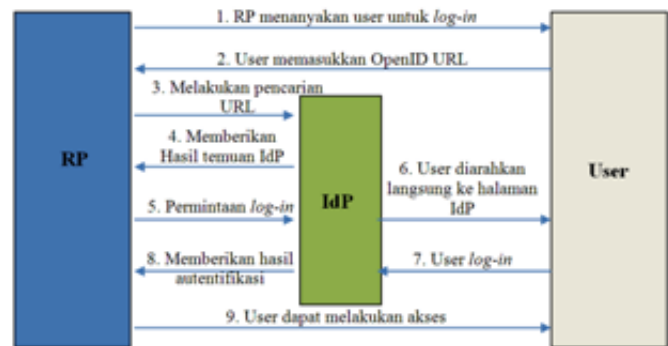 1. RP menanyakan user untuk log-in
2. User memasukkan OpenID URL
3. Melakukan pencarian
URL
4. Memberikan
Hasil temuan IdP
RP
IdP
User
6. User diarahkan
langsung ke halaman
IdP
5. Permintaan log-in
7. User log-in
8. Memberikan hasil
autentifikasi
9. User dapat melakukan akses